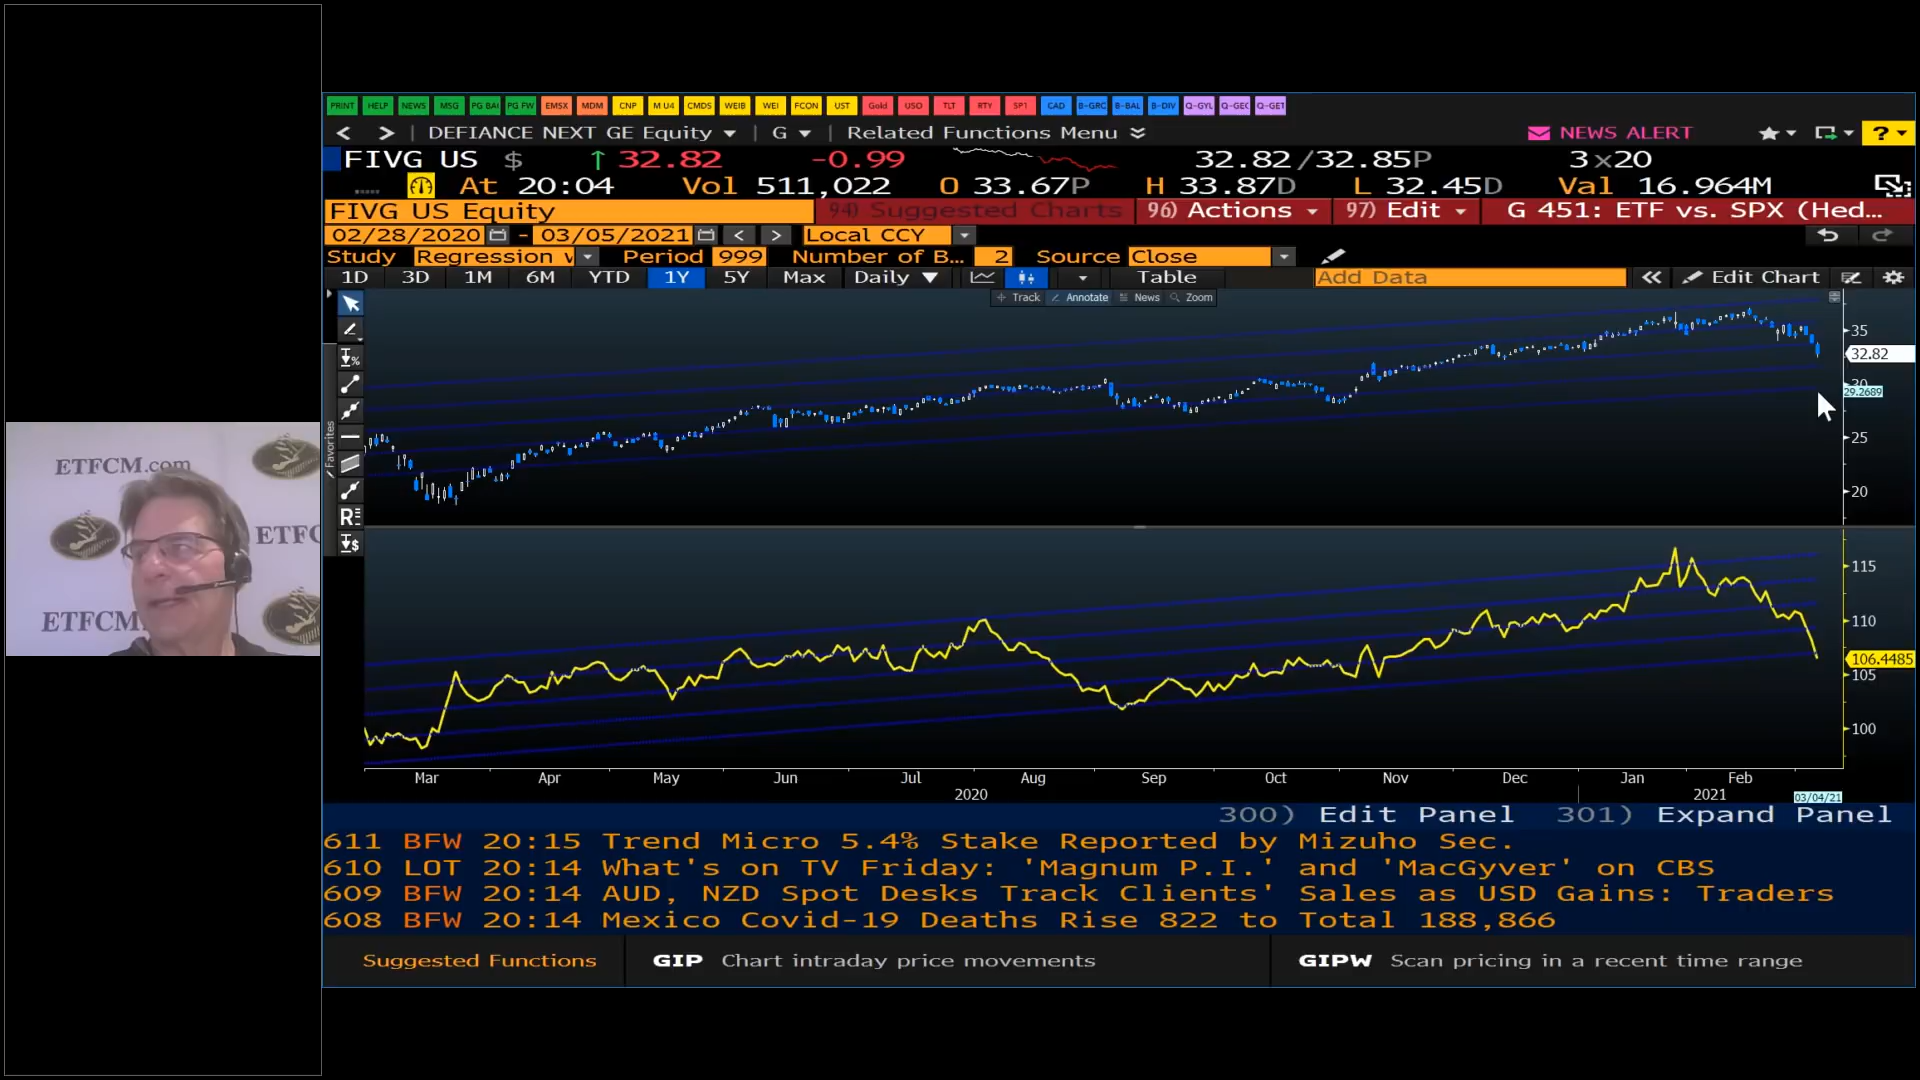 PRINT HELP NEWS MSG PG BAI PG FW EMSX MDM CNP M U4 CMDS WEIB WEI FCON UST Gold USO TLT RTY SP1 CAD B-GRC B-BAL B-DIV Q-GYL Q-GEC Q-GET
< > DEFIANCE NEXT GE Equity G Related Functions Menu NEWS ALERT ?
FIVG US $ ↑ 32.82 -0.99 32.82/32.85P 3x20
At 20:04 Vol 511,022 O 33.67P H 33.87D L 32.45D Val 16.964M
FIVG US Equity 94) Suggested Charts 96) Actions 97) Edit G 451: ETF vs. SPX (Hed...
02/28/2020 - 03/05/2021 < > Local CCY
Study Regression Period 999 Number of B... 2 Source Close
1D 3D 1M 6M YTD 1Y 5Y Max Daily Table Add Data « Edit Chart
Track Annotate News Zoom
35
32.82
30
29.2689
25
20
Favorites
R
%
$
ETFCM.com
ETFC
ETFCM.
115
110
106.4485
105
100
Mar Apr May Jun Jul Aug Sep Oct Nov Dec Jan Feb
2020 2021 03/04/21
300) Edit Panel 301) Expand Panel
611 BFW 20:15 Trend Micro 5.4% Stake Reported by Mizuho Sec.
610 LOT 20:14 What's on TV Friday: 'Magnum P.I.' and 'MacGyver' on CBS
609 BFW 20:14 AUD, NZD Spot Desks Track Clients' Sales as USD Gains: Traders
608 BFW 20:14 Mexico Covid-19 Deaths Rise 822 to Total 188,866
Suggested Functions GIP Chart intraday price movements GIPW Scan pricing in a recent time range